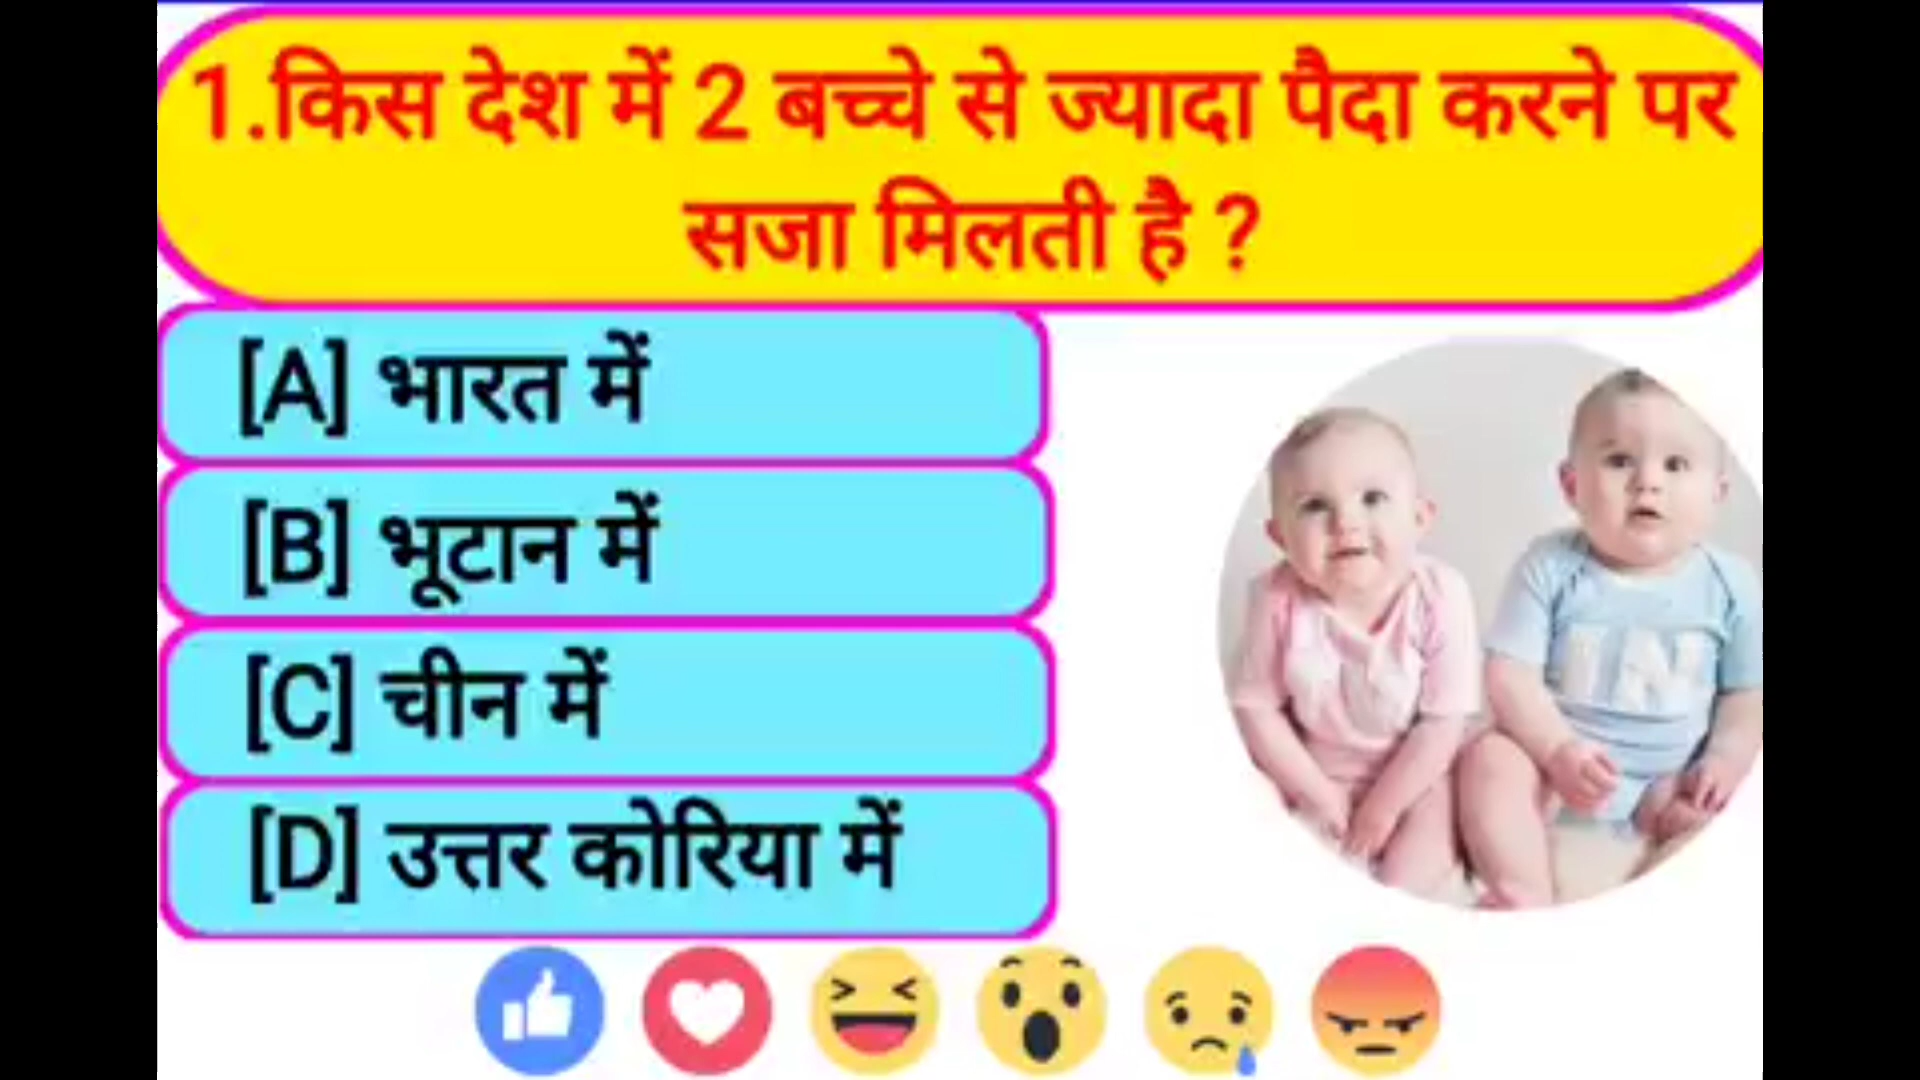 1.किस देश में 2 बच्चे से ज्यादा पैदा करने पर
सजा मिलती है ?
[A] भारत में
[B] भूटान में
[C] चीन में
[D] उत्तर कोरिया में